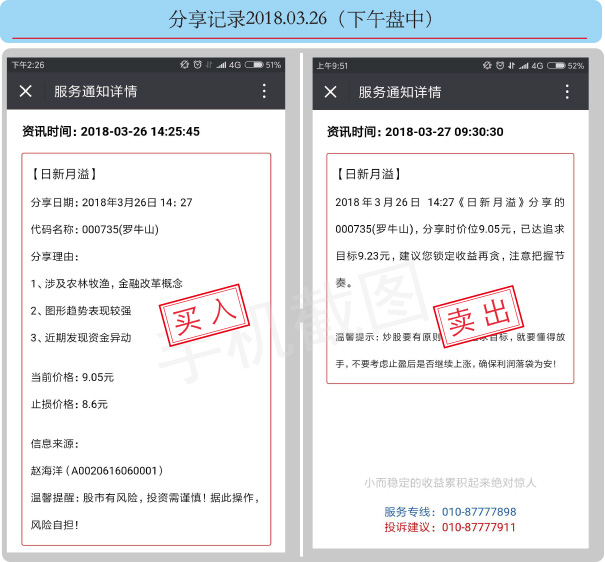 分享记录2018.03.26（下午盘中）
下午2:26
4G
51%
服务通知详情
资讯时间：2018-03-26 14:25:45
【日新月溢】
分享日期：2018年3月26日 14：27
代码名称：000735(罗牛山)
分享理由：
1、涉及农林牧渔，金融改革概念
2、图形趋势表现较强
3、近期发现资金异动
买入
当前价格：9.05元
止损价格：8.6元
信息来源：
赵海洋（A0020616060001）
温馨提醒：股市有风险，投资需谨慎！据此操作，
风险自担！
上午9:51
4G
52%
服务通知详情
资讯时间：2018-03-27 09:30:30
【日新月溢】
2018年3月26日 14:27《日新月溢》分享的
000735(罗牛山)，分享时价位9.05元，已达追求
目标9.23元，建议您锁定收益再贪，注意把握节
奏。
卖出
温馨提示：炒股要有原则 目标，就要懂得放
手，不要考虑止盈后是否继续上涨，确保利润落袋为安！
小而稳定的收益累积起来绝对惊人
服务专线：010-87777898
投诉建议：010-87777911
手机截图